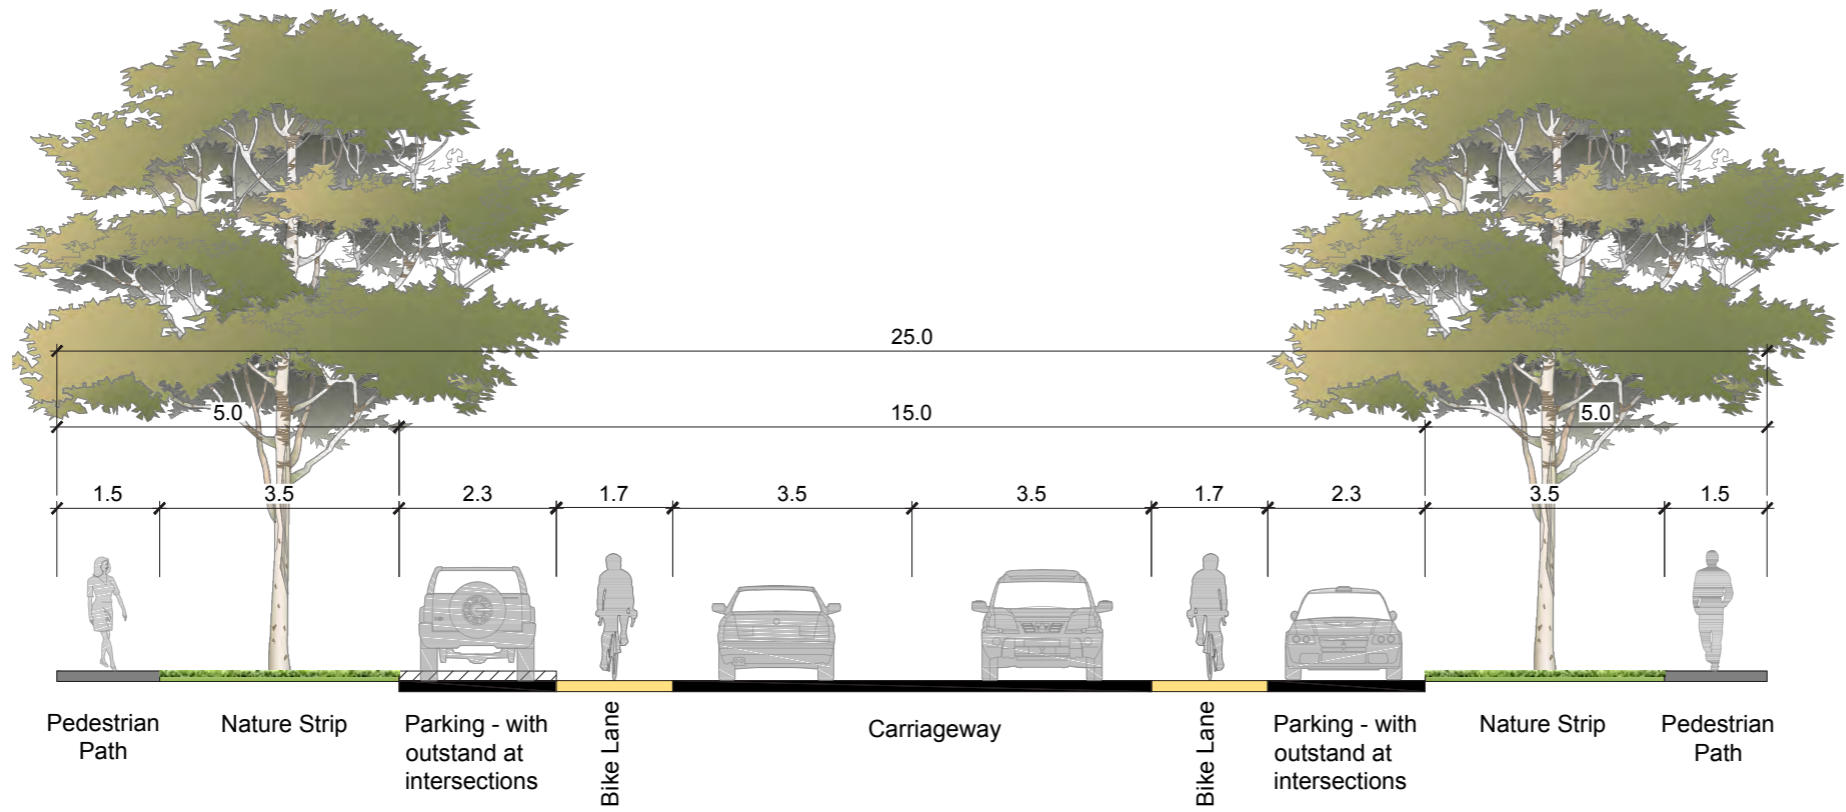 25.0
5.0
15.0
5.0
1.5
3.5
2.3
1.7
3.5
3.5
1.7
2.3
3.5
1.5
Pedestrian
Path
Nature Strip
Parking - with
outstand at
intersections
Bike Lane
Carriageway
Bike Lane
Parking - with
outstand at
intersections
Nature Strip
Pedestrian
Path